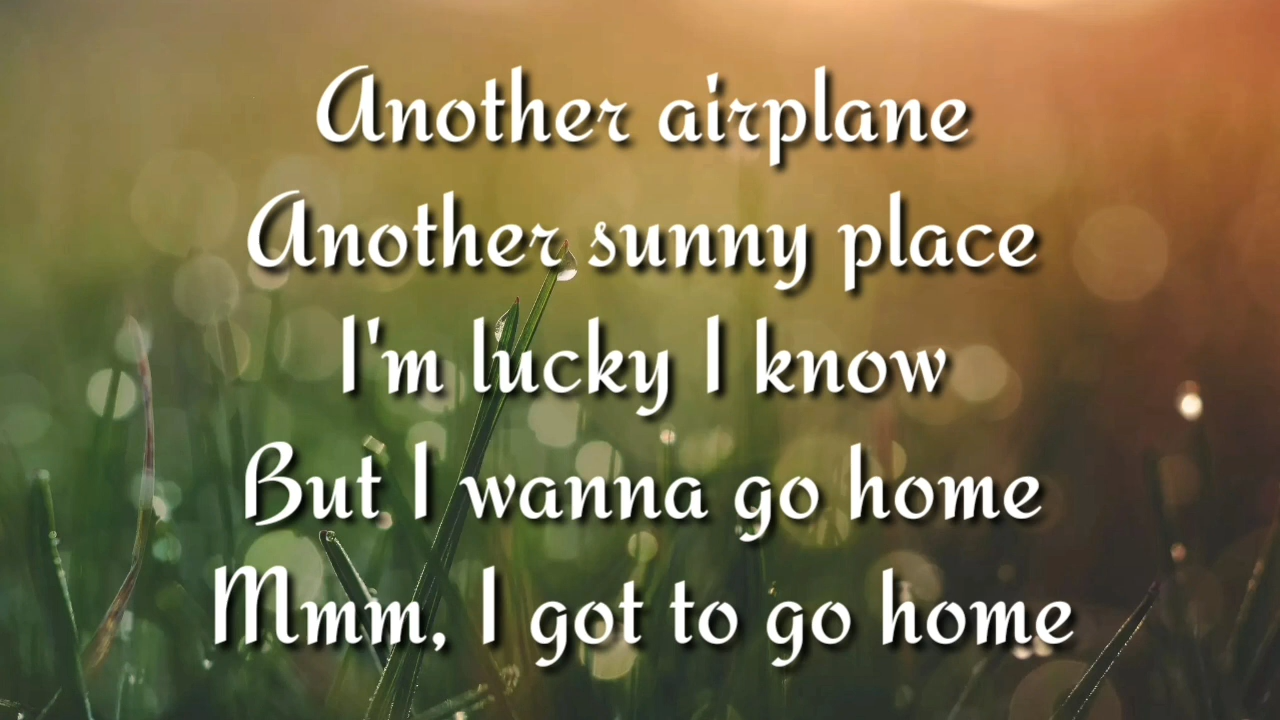 Another airplane
Another sunny place
I'm lucky I know
But I wanna go home
Mmm, I got to go home